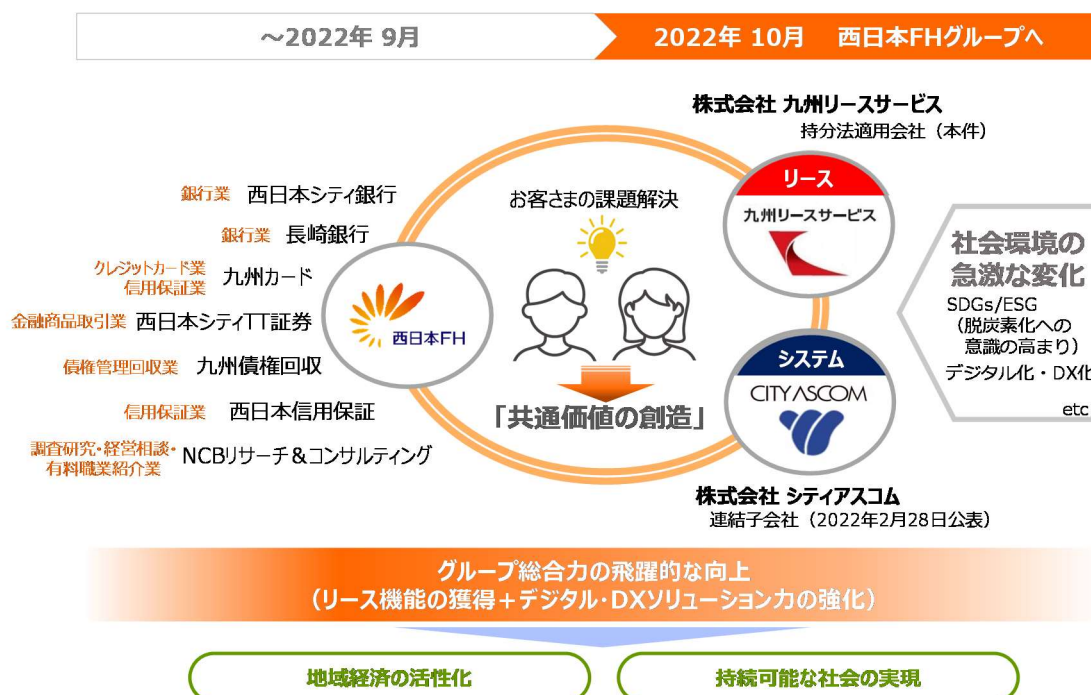 ～2022年 9月
2022年 10月　西日本FHグループへ
株式会社 九州リースサービス
持分法適用会社（本件）
銀行業 西日本シティ銀行
銀行業 長崎銀行
クレジットカード業
信用保証業
九州カード
金融商品取引業 西日本シティTT証券
債権管理回収業 九州債権回収
信用保証業 西日本信用保証
調査研究・経営相談・
有料職業紹介業
NCBリサーチ＆コンサルティング
西日本FH
お客さまの課題解決
「共通価値の創造」
リース
九州リースサービス
システム
CITY ASCOM
株式会社 シティアスコム
連結子会社（2022年2月28日公表）
社会環境の
急激な変化
SDGs/ESG
（脱炭素化への
意識の高まり）
デジタル化・DX化
etc
グループ総合力の飛躍的な向上
（リース機能の獲得＋デジタル・DXソリューション力の強化）
地域経済の活性化
持続可能な社会の実現